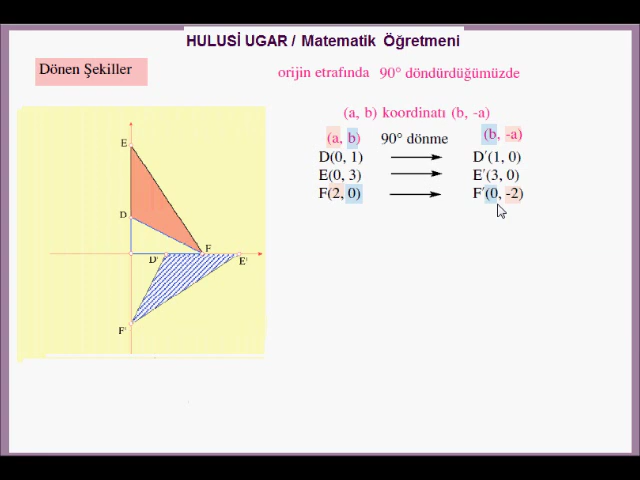 HULUSİ UGAR / Matematik Öğretmeni
Dönen Şekiller
orijin etrafında 90° döndürdüğümüzde
(a, b) koordinatı (b, -a)
(a, b) 90° dönme (b, -a)
D(0, 1) D′(1, 0)
E(0, 3) E′(3, 0)
F(2, 0) F′(0, -2)
E
D
F
D'
E'
F'